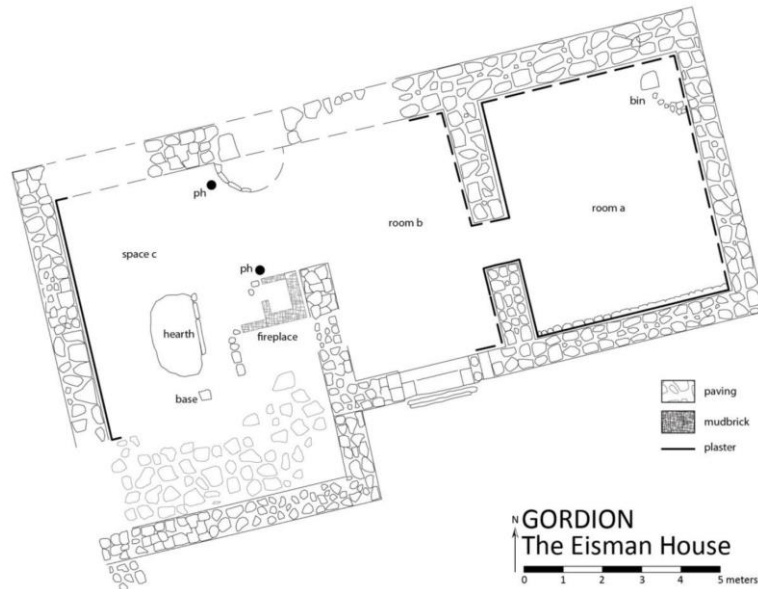 bin
ph
room a
room b
space c
ph
hearth
fireplace
base
paving
mudbrick
plaster
N
GORDION
The Eisman House
0 1 2 3 4 5 meters